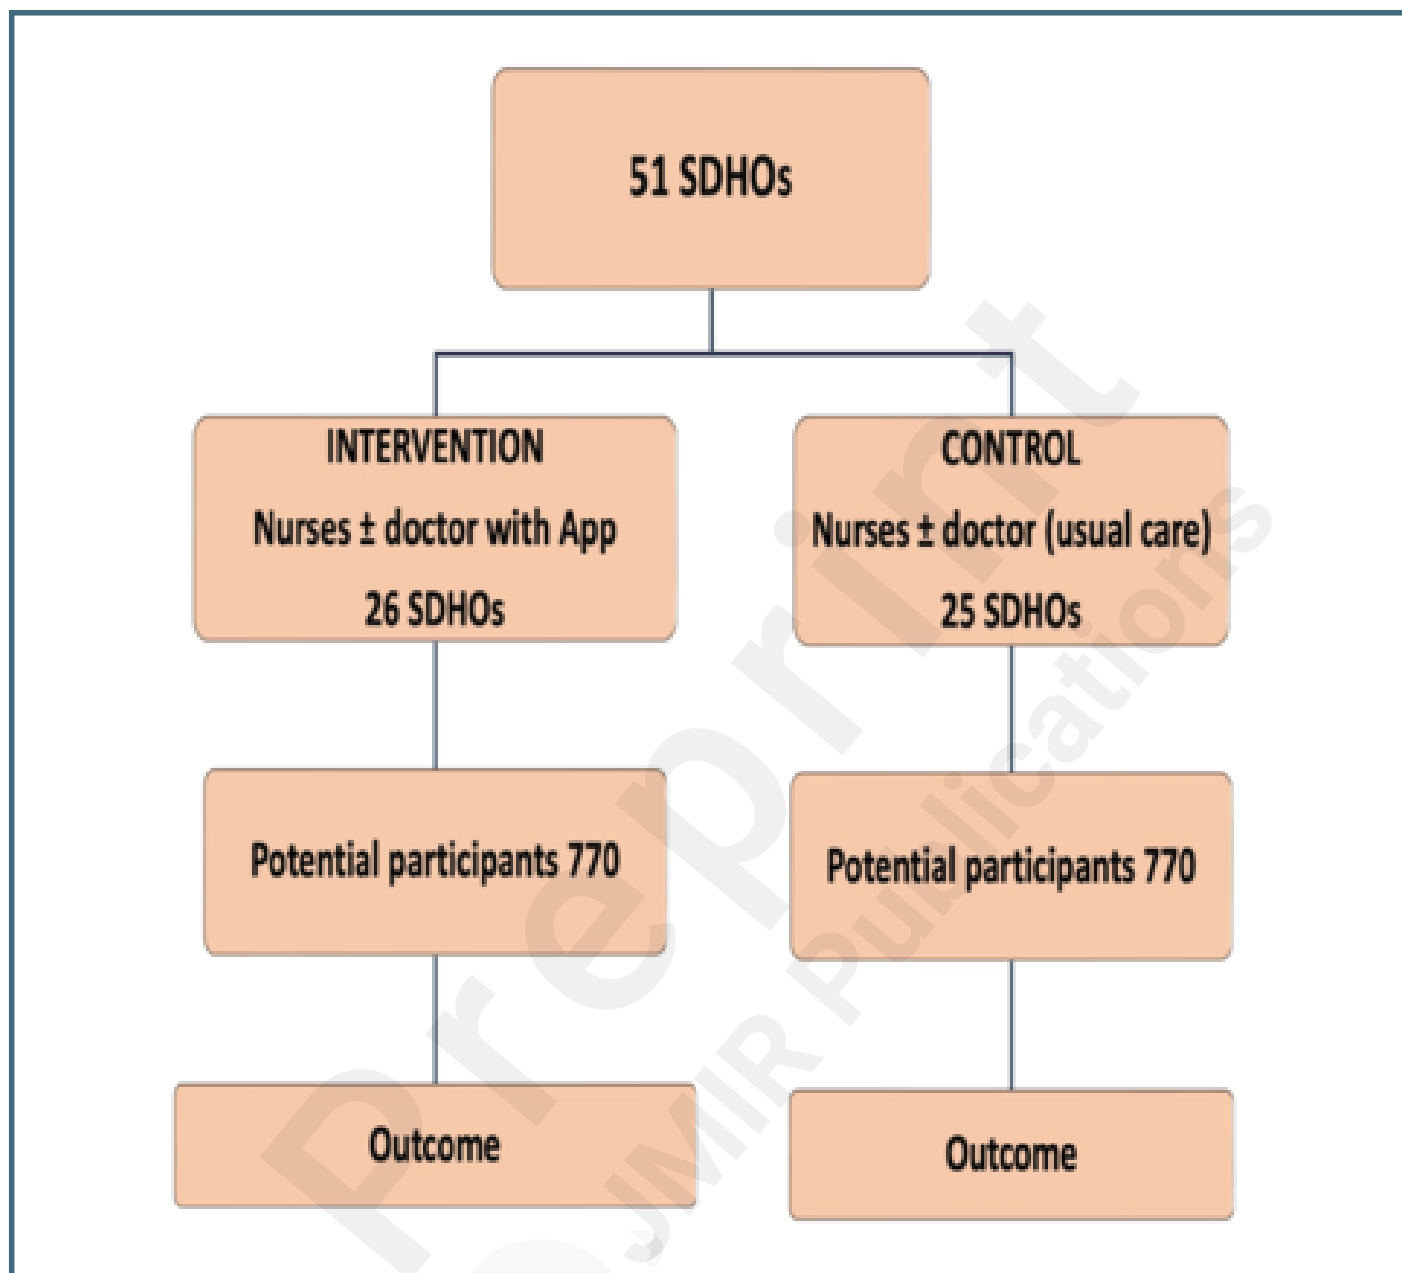 51 SDHOs
INTERVENTION
Nurses ± doctor with App
26 SDHOs
CONTROL
Nurses ± doctor (usual care)
25 SDHOs
Potential participants 770
Potential participants 770
Outcome
Outcome
Preprint
JMIR Publications